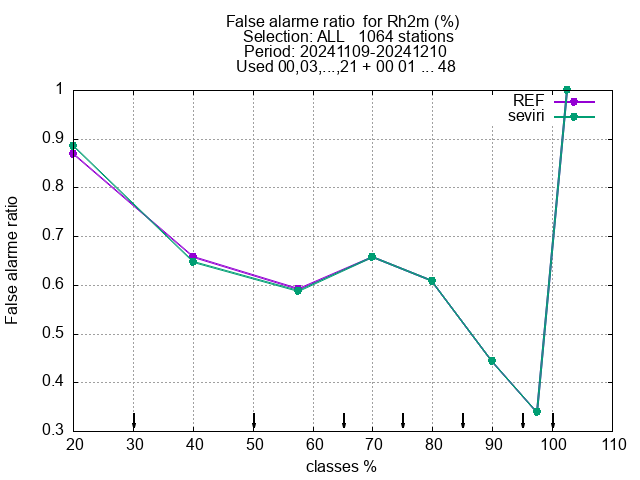 False alarme ratio  for Rh2m (%)
Selection: ALL   1064 stations
Period: 20241109-20241210
Used 00,03,...,21 + 00 01 ... 48
REF
seviri
False alarme ratio
1
0.9
0.8
0.7
0.6
0.5
0.4
0.3
20 30 40 50 60 70 80 90 100 110
classes %